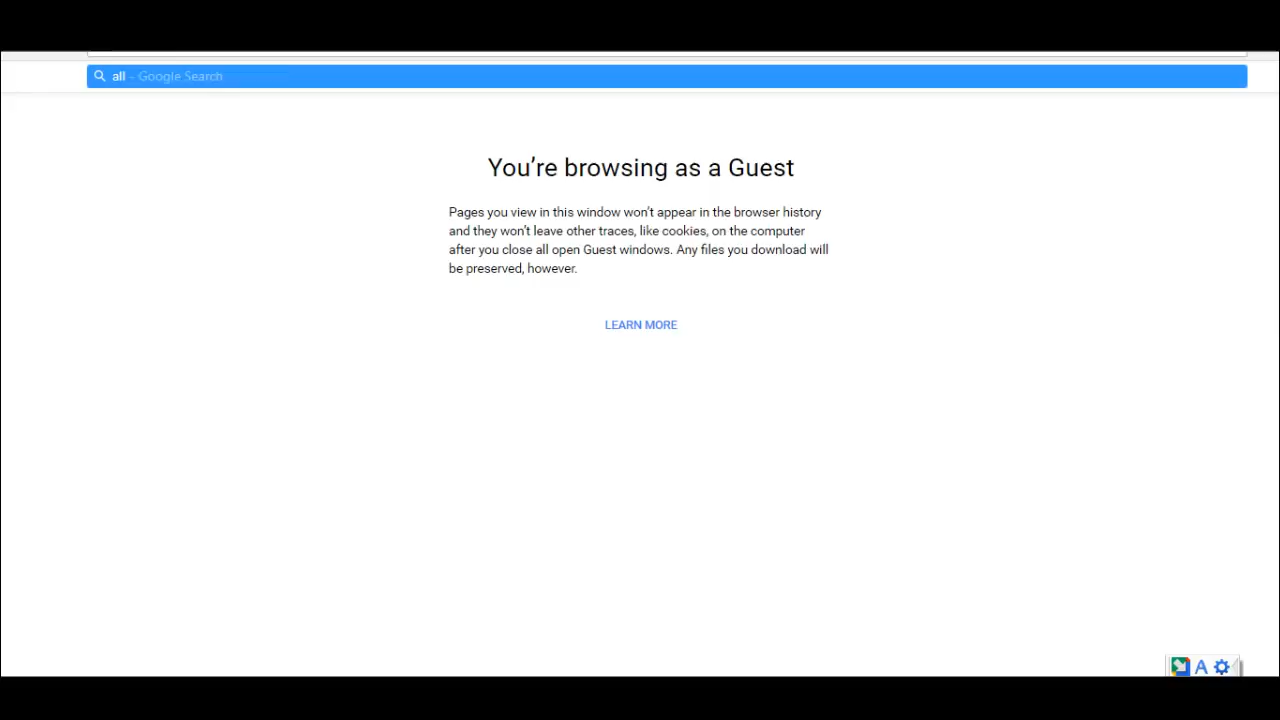 all - Google Search
You’re browsing as a Guest
Pages you view in this window won’t appear in the browser history
and they won’t leave other traces, like cookies, on the computer
after you close all open Guest windows. Any files you download will
be preserved, however.
LEARN MORE
A